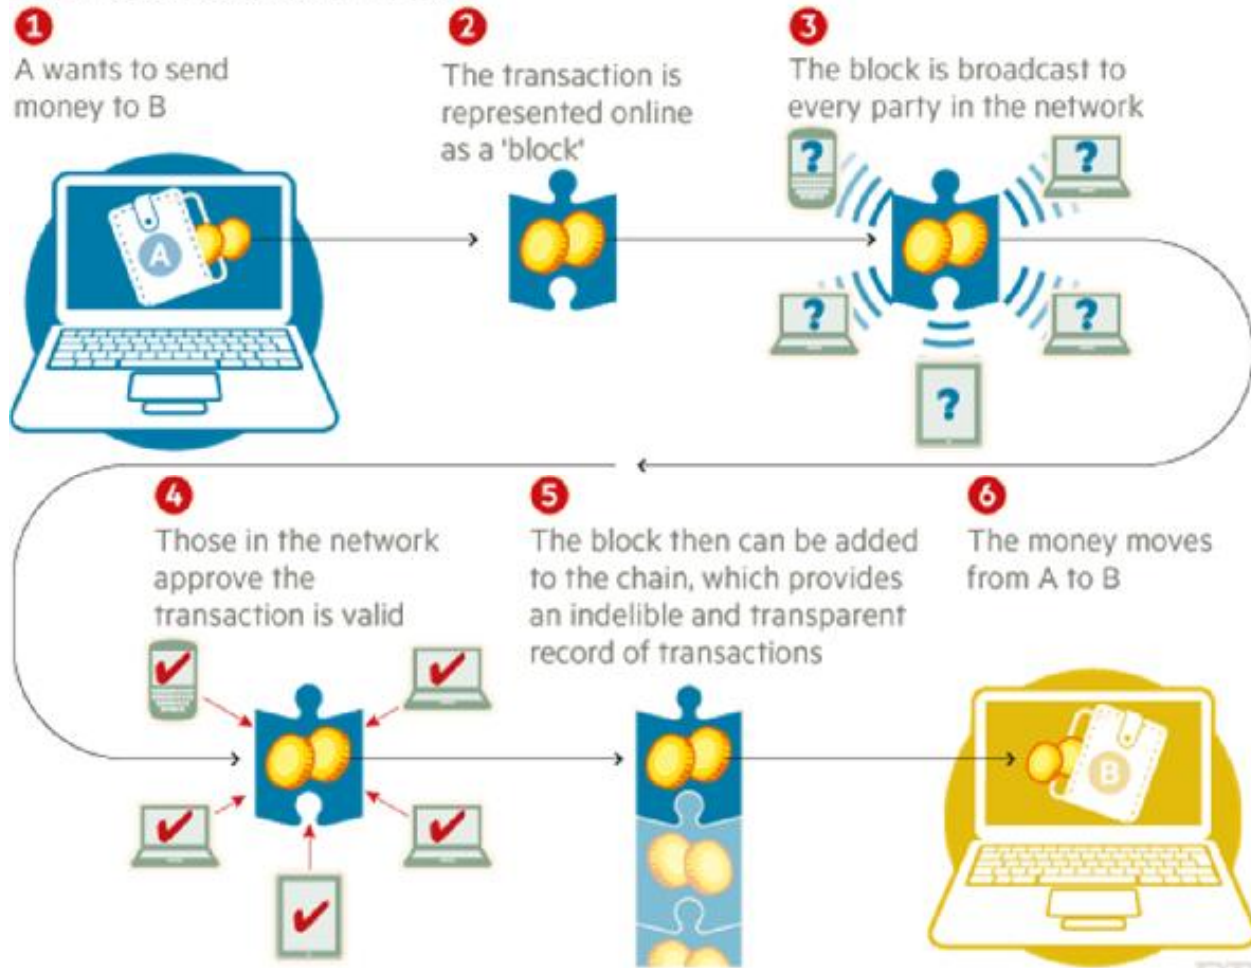 1
A wants to send
money to B
2
The transaction is
represented online
as a 'block'
3
The block is broadcast to
every party in the network
A
?
?
?
?
?
4
Those in the network
approve the
transaction is valid
5
The block then can be added
to the chain, which provides
an indelible and transparent
record of transactions
6
The money moves
from A to B
B